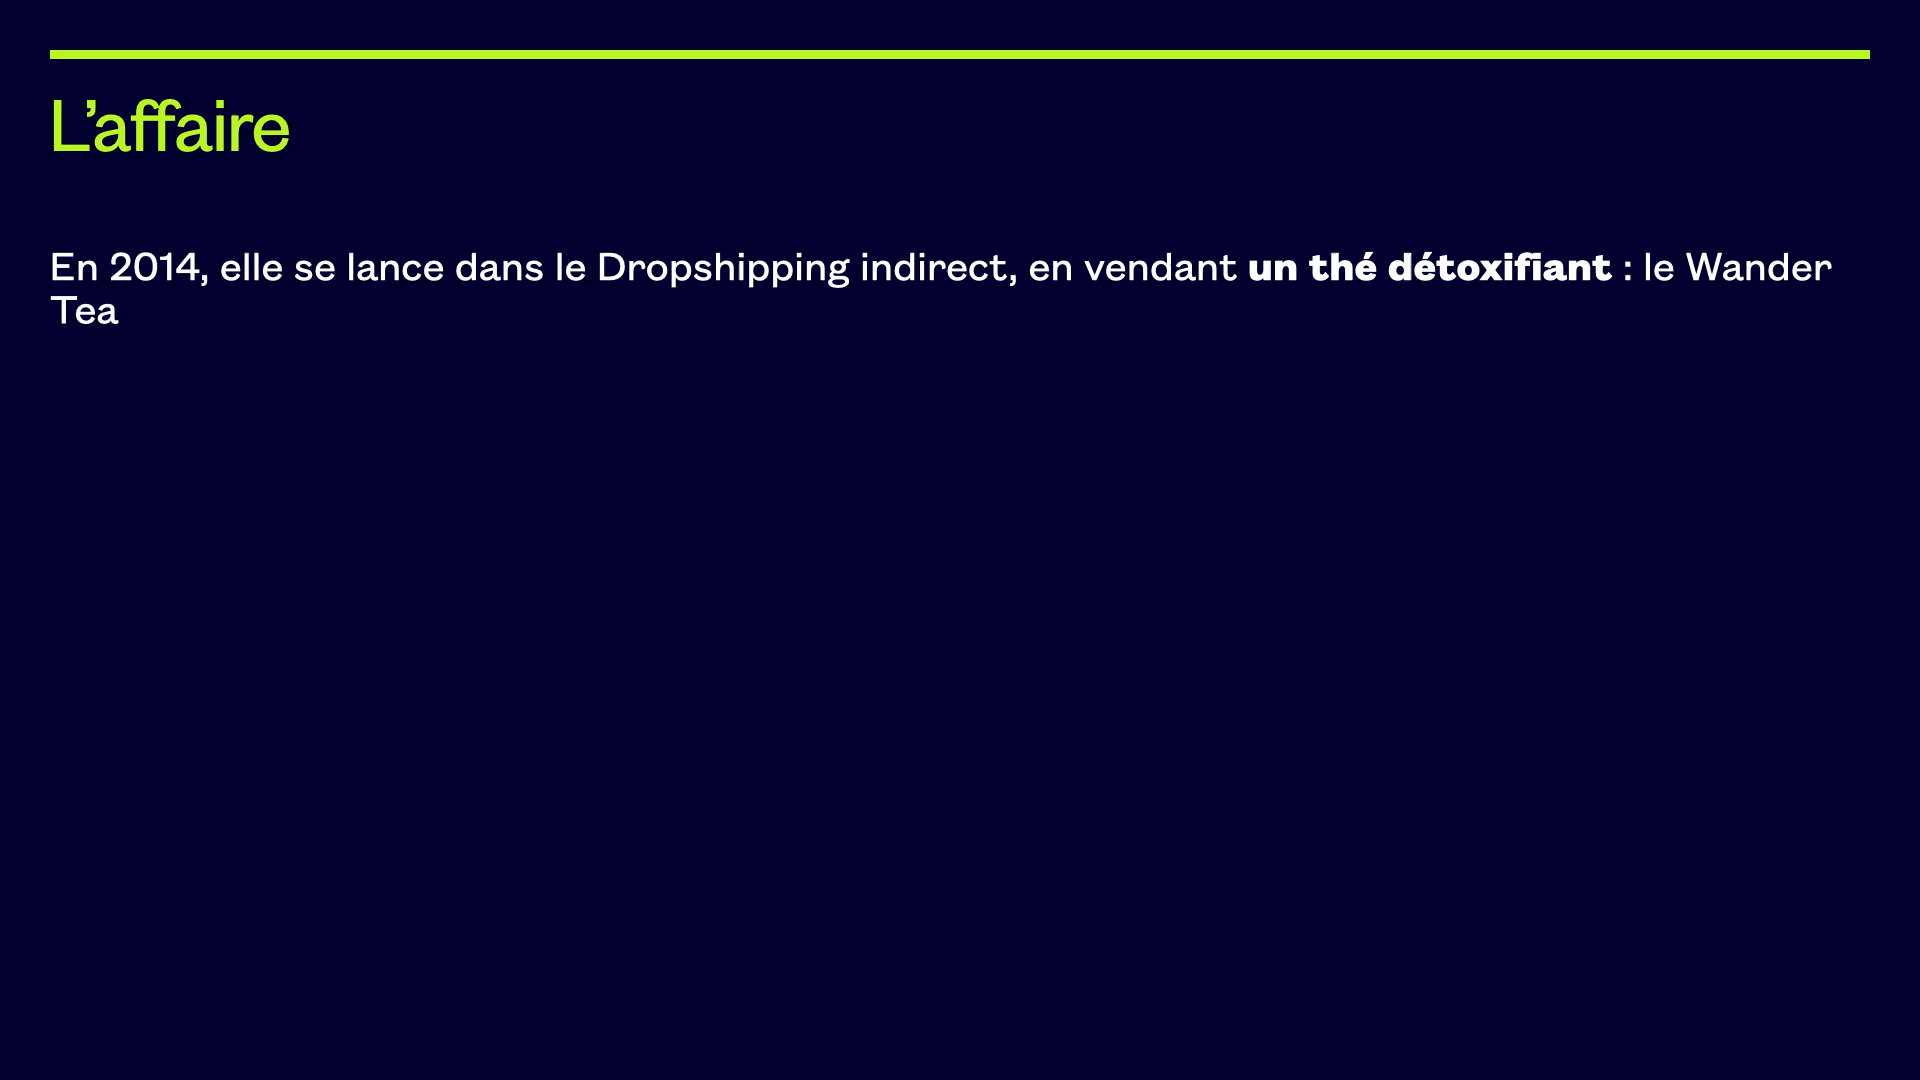 L’affaire
En 2014, elle se lance dans le Dropshipping indirect, en vendant un thé détoxifiant : le Wander
Tea